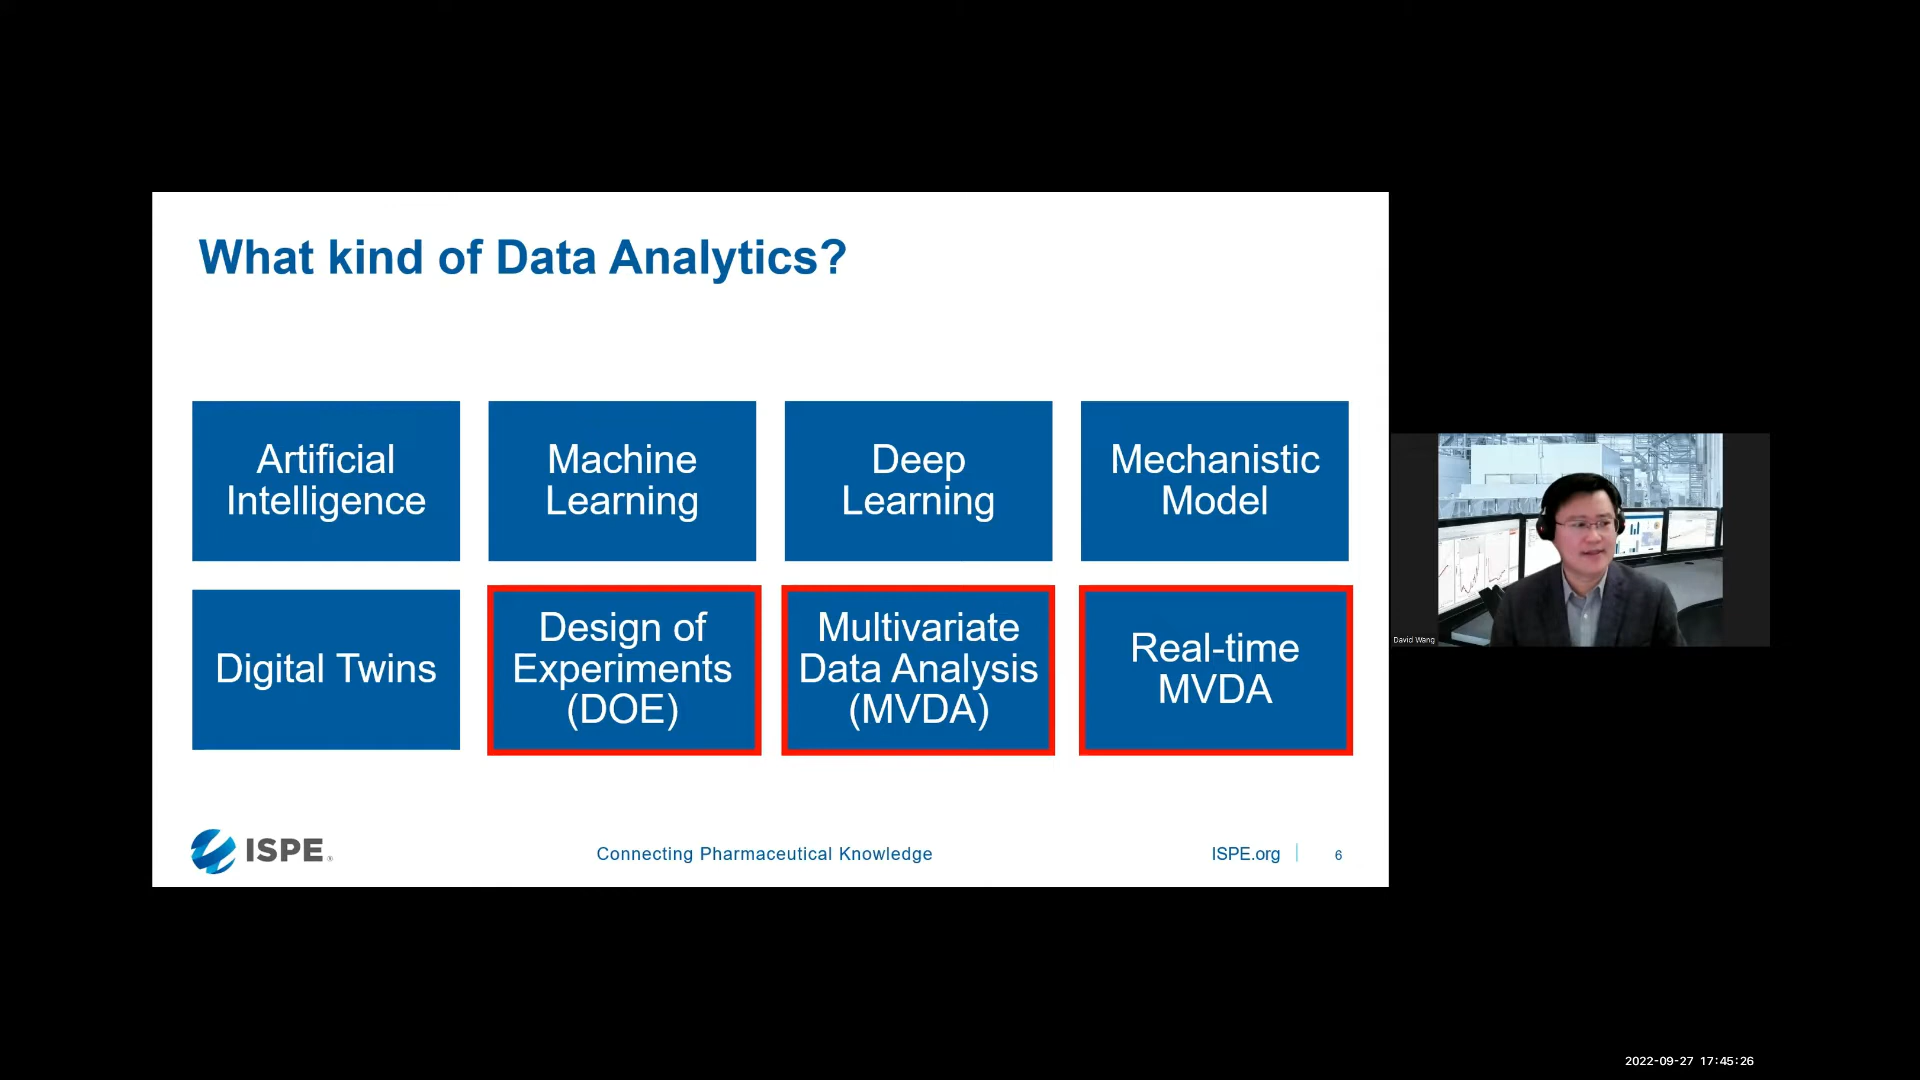 What kind of Data Analytics?
Artificial
Intelligence
Machine
Learning
Deep
Learning
Mechanistic
Model
Digital Twins
Design of
Experiments
(DOE)
Multivariate
Data Analysis
(MVDA)
Real-time
MVDA
David Wang
ISPE®
Connecting Pharmaceutical Knowledge
ISPE.org
6
2022-09-27 17:45:26